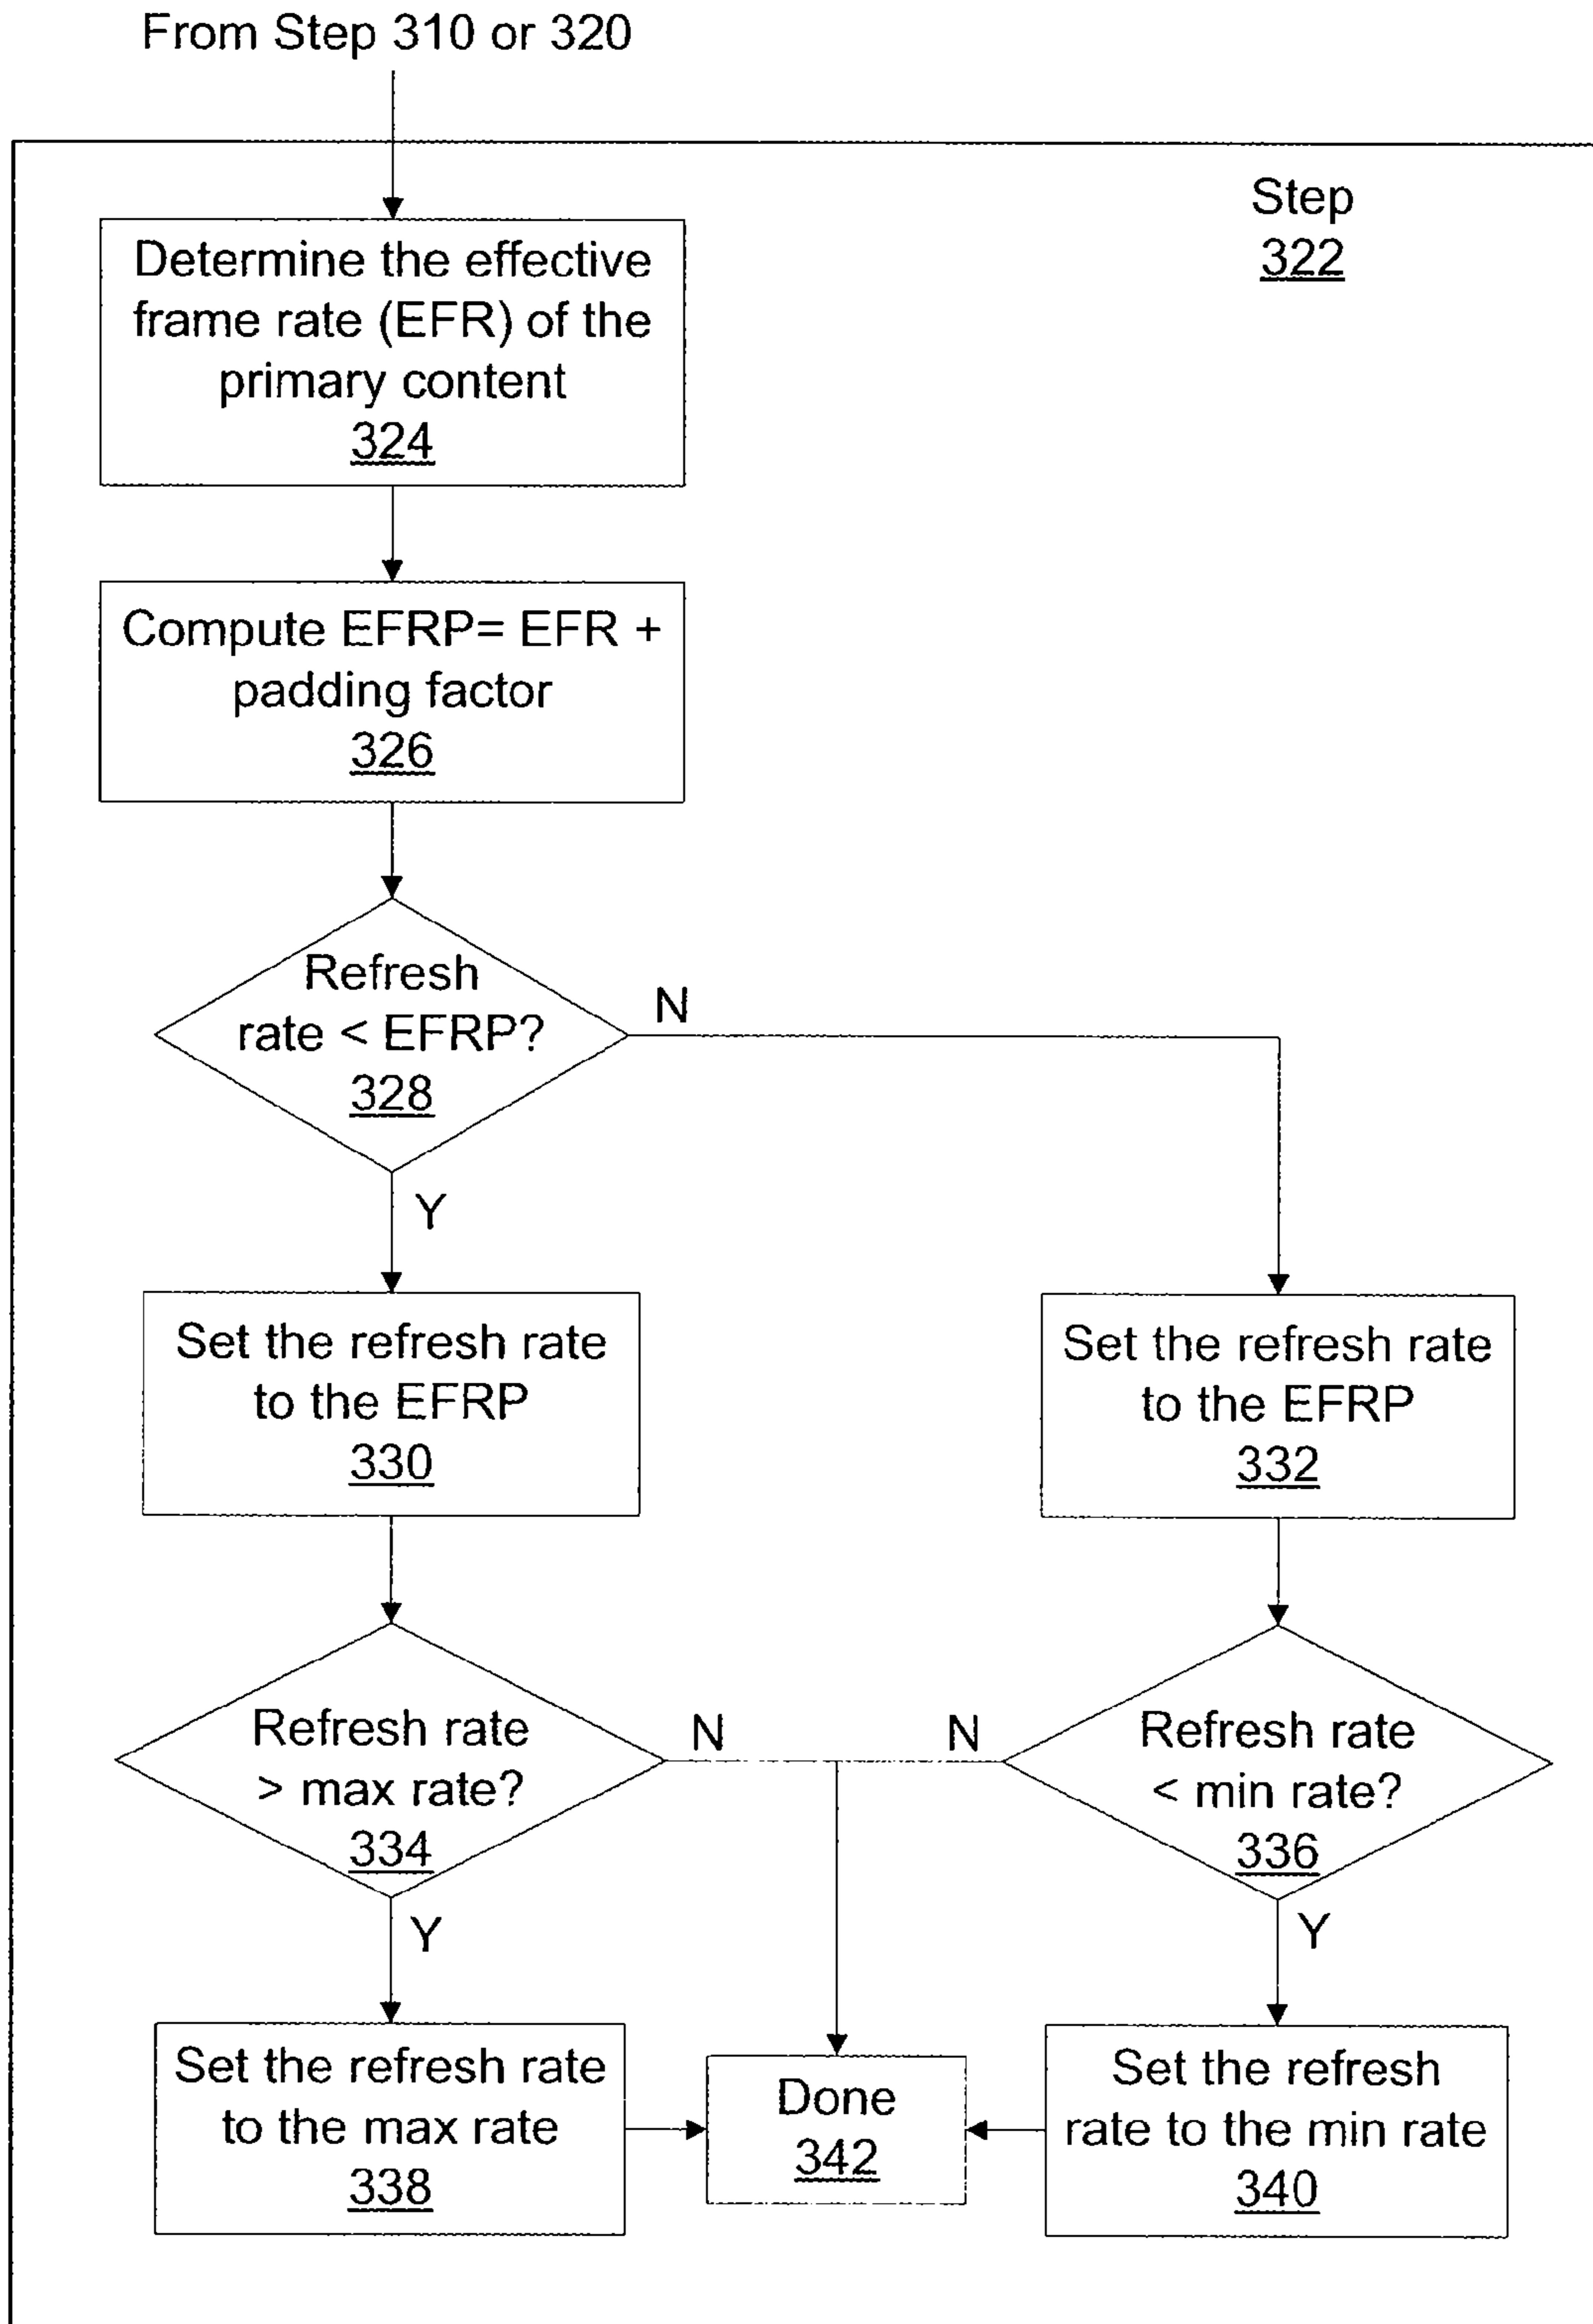 From Step 310 or 320
Step
322
Determine the effective
frame rate (EFR) of the
primary content
324
Compute EFRP= EFR +
padding factor
326
Refresh
rate < EFRP?
328
N
Y
Set the refresh rate
to the EFRP
330
Set the refresh rate
to the EFRP
332
Refresh rate
> max rate?
334
N
N
Refresh rate
< min rate?
336
Y
Y
Set the refresh rate
to the max rate
338
Done
342
Set the refresh
rate to the min rate
340